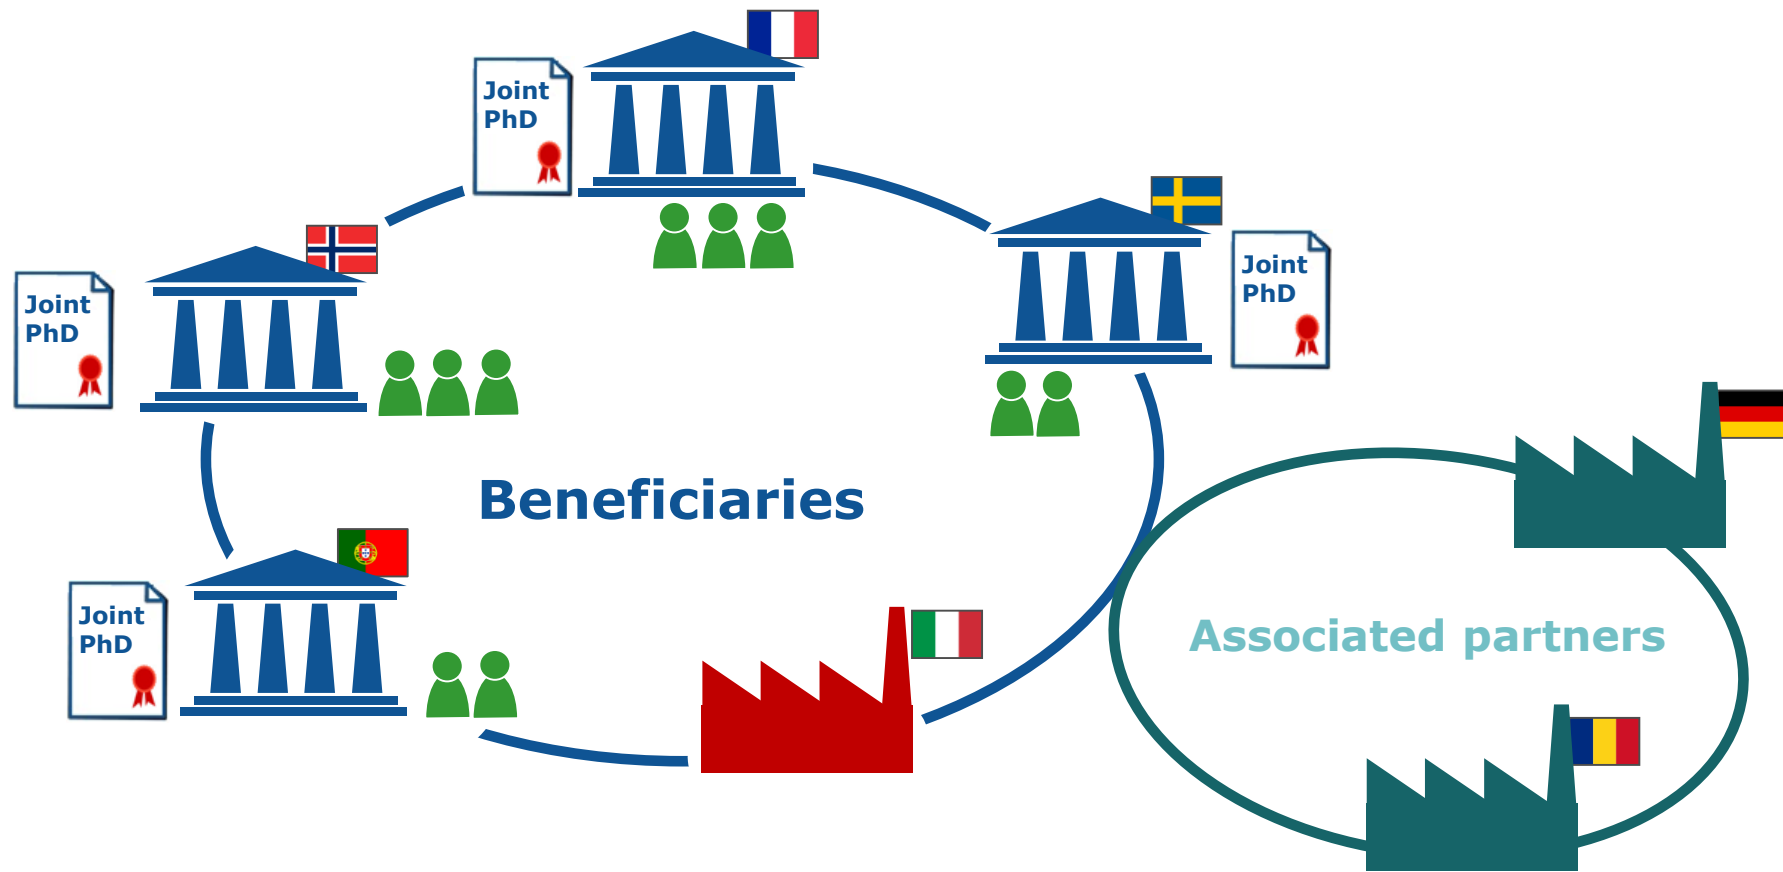 Joint
PhD
Joint
PhD
Joint
PhD
Beneficiaries
Joint
PhD
Associated partners